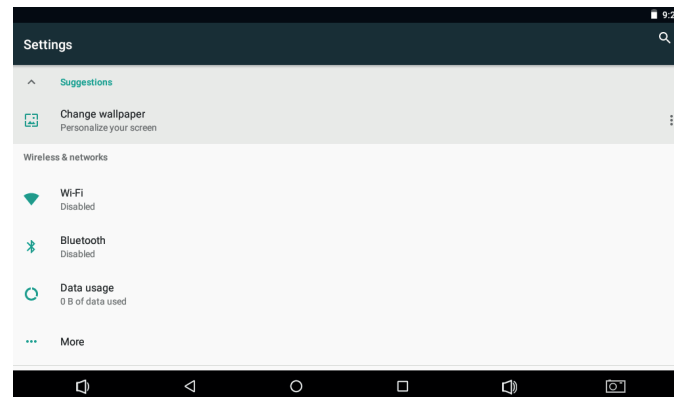 Settings
Suggestions
Change wallpaper
Personalize your screen
Wireless & networks
Wi-Fi
Disabled
Bluetooth
Disabled
Data usage
0 B of data used
More